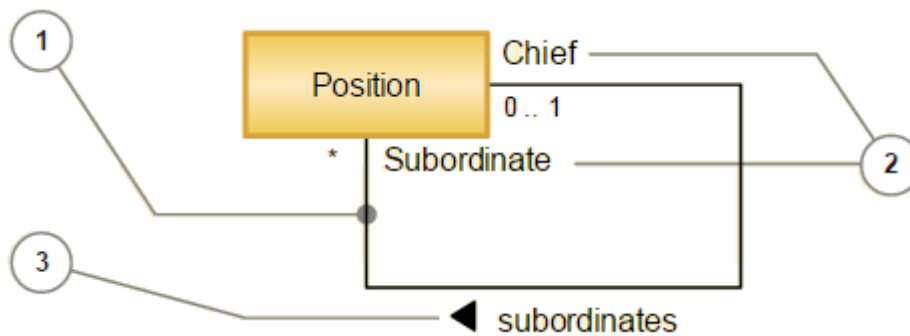 1
Chief
Position
0 .. 1
* Subordinate
2
3
subordinates